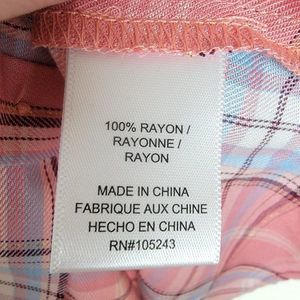 100% RAYON /
RAYONNE /
RAYON
MADE IN CHINA
FABRIQUE AUX CHINE
HECHO EN CHINA
RN#105243